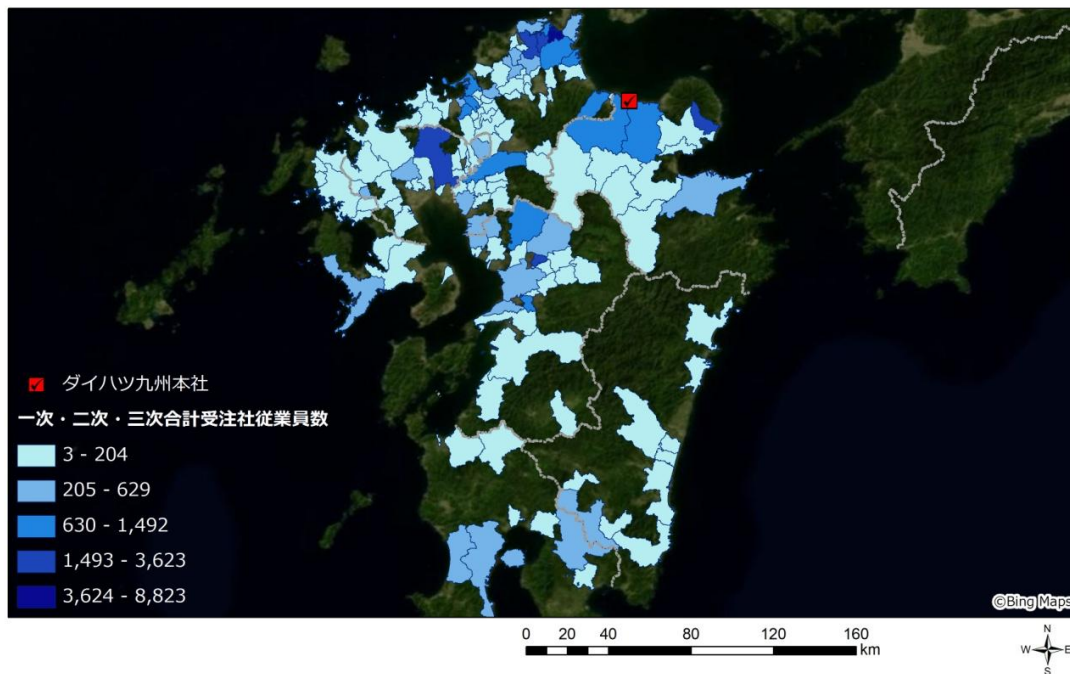 ダイハツ九州本社
一次・二次・三次合計受注社従業員数
3 - 204
205 - 629
630 - 1,492
1,493 - 3,623
3,624 - 8,823
©Bing Maps
0 20 40 80 120 160
km
N
W E
S